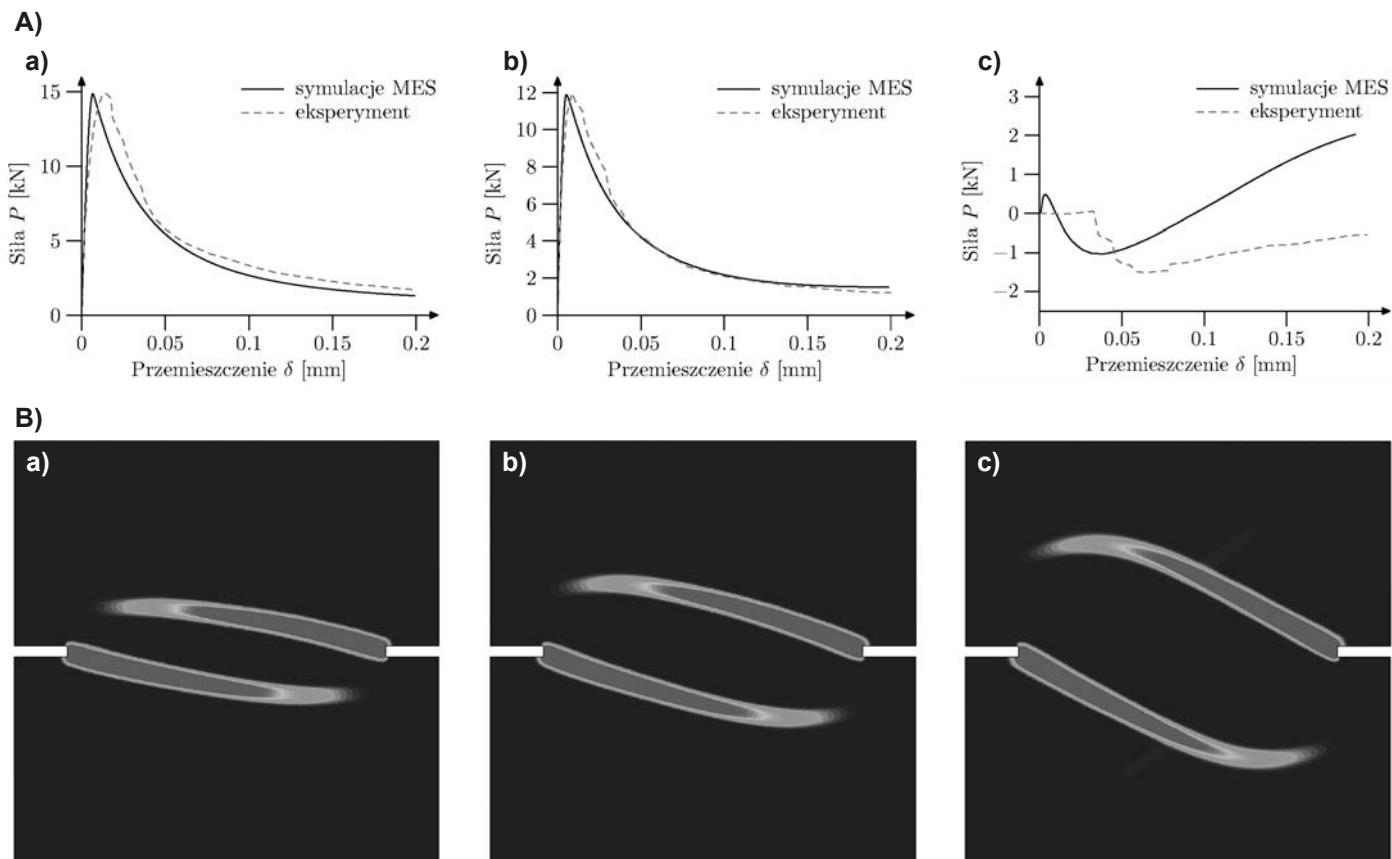 A)
a)
symulacje MES
eksperyment
15
10
5
0
Siła P [kN]
0 0.05 0.1 0.15 0.2
Przemieszczenie δ [mm]
b)
symulacje MES
eksperyment
12
10
8
6
4
2
0
Siła P [kN]
0 0.05 0.1 0.15 0.2
Przemieszczenie δ [mm]
c)
symulacje MES
eksperyment
3
2
1
0
−1
−2
Siła P [kN]
0 0.05 0.1 0.15 0.2
Przemieszczenie δ [mm]
B)
a)
b)
c)